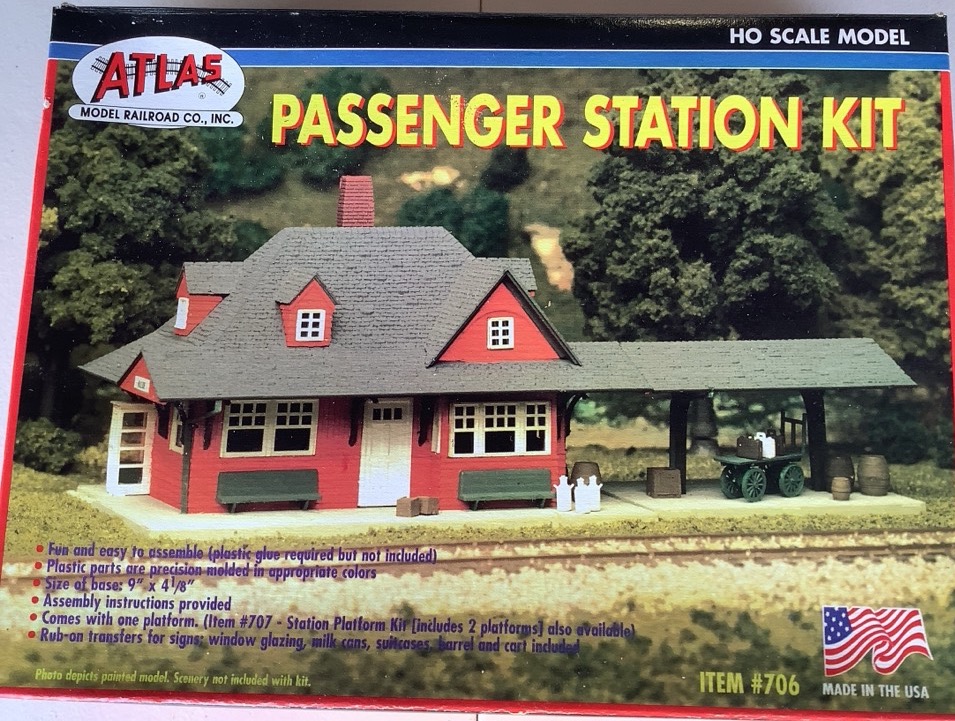 HO SCALE MODEL
ATLAS
MODEL RAILROAD CO., INC.
PASSENGER STATION KIT
• Fun and easy to assemble (plastic glue required but not included)
• Plastic parts are precision molded in appropriate colors
• Size of base: 9" x 4 1/8"
• Assembly instructions provided
• Comes with one platform. (Item #707 - Station Platform Kit [includes 2 platforms] also available)
• Rub-on transfers for signs; window glazing, milk cans, suitcases, barrel and cart included
Photo depicts painted model. Scenery not included with kit.
ITEM #706
MADE IN THE USA